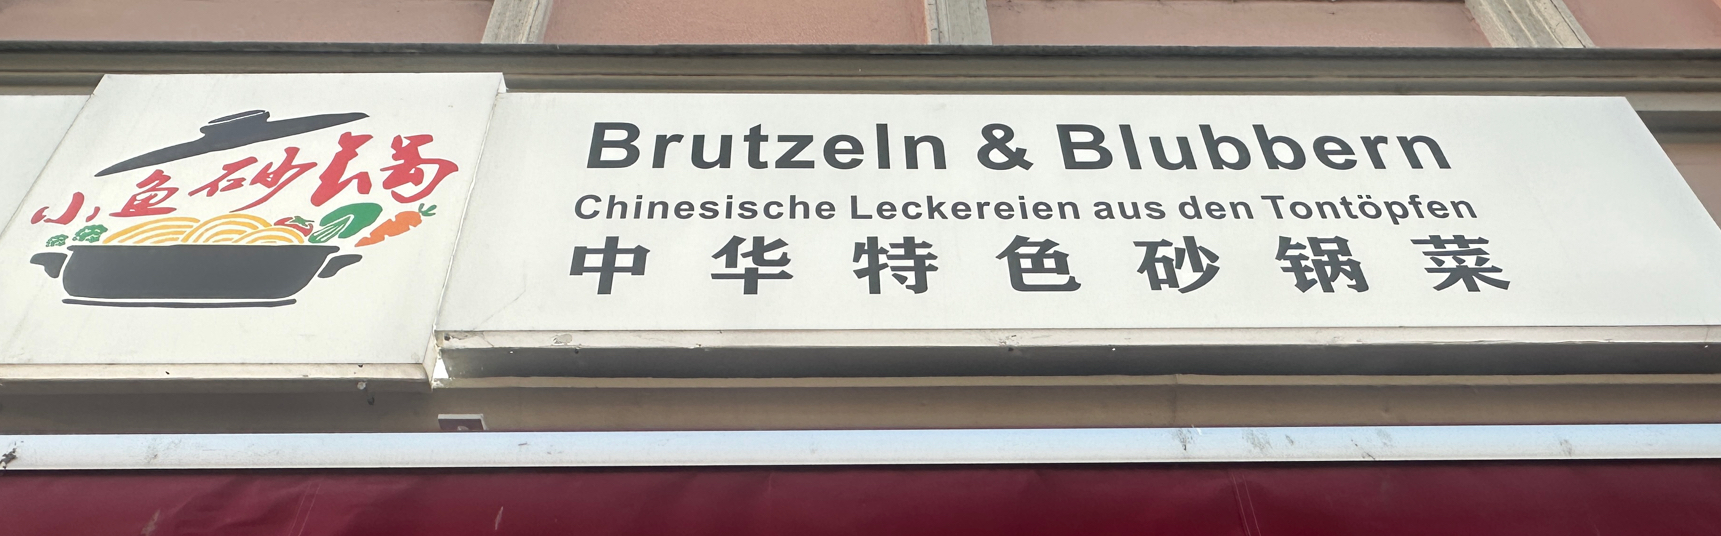 小鱼砂锅
Brutzeln & Blubbern
Chinesische Leckereien aus den Tontöpfen
中华特色砂锅菜